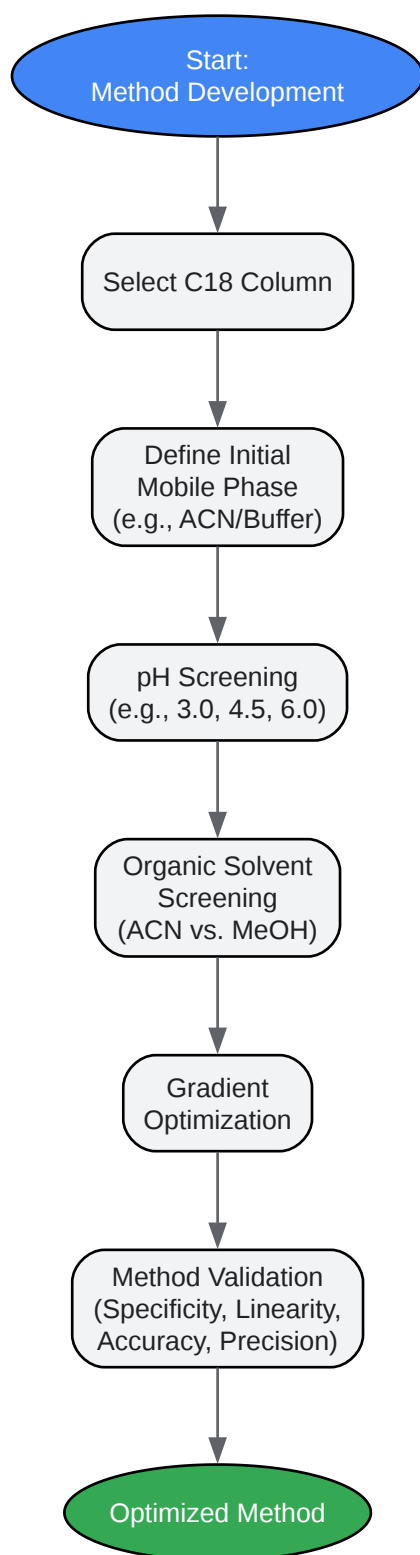 Start:
Method Development
Select C18 Column
Define Initial
Mobile Phase
(e.g., ACN/Buffer)
pH Screening
(e.g., 3.0, 4.5, 6.0)
Organic Solvent
Screening
(ACN vs. MeOH)
Gradient
Optimization
Method Validation
(Specificity, Linearity,
Accuracy, Precision)
Optimized Method